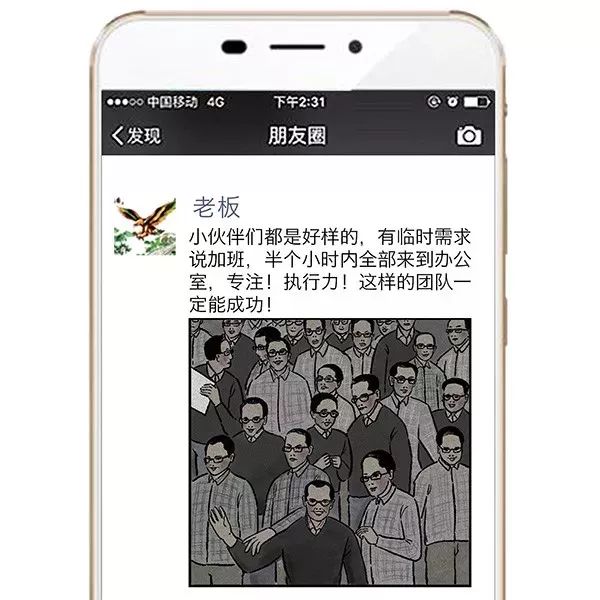 中国移动 4G 下午2:31
发现 朋友圈
老板
小伙伴们都是好样的，有临时需求
说加班，半个小时内全部来到办公
室，专注！执行力！这样的团队一
定能成功！